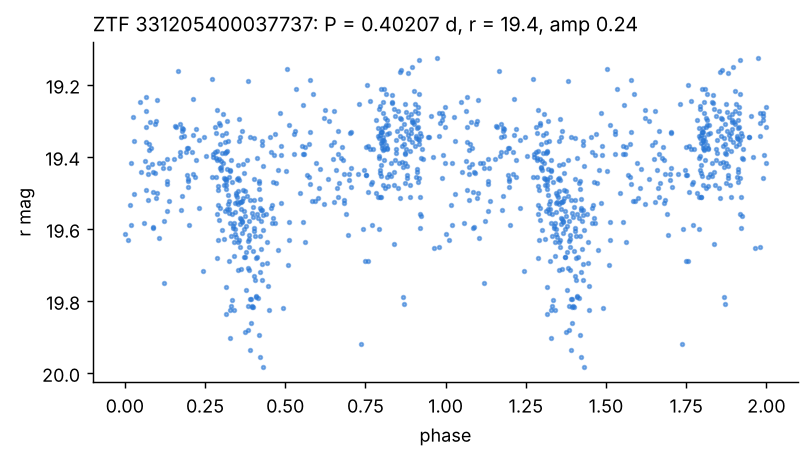 ZTF 331205400037737: P = 0.40207 d, r = 19.4, amp 0.24
19.2
19.4
19.6
19.8
20.0
r mag
0.00 0.25 0.50 0.75 1.00 1.25 1.50 1.75 2.00
phase